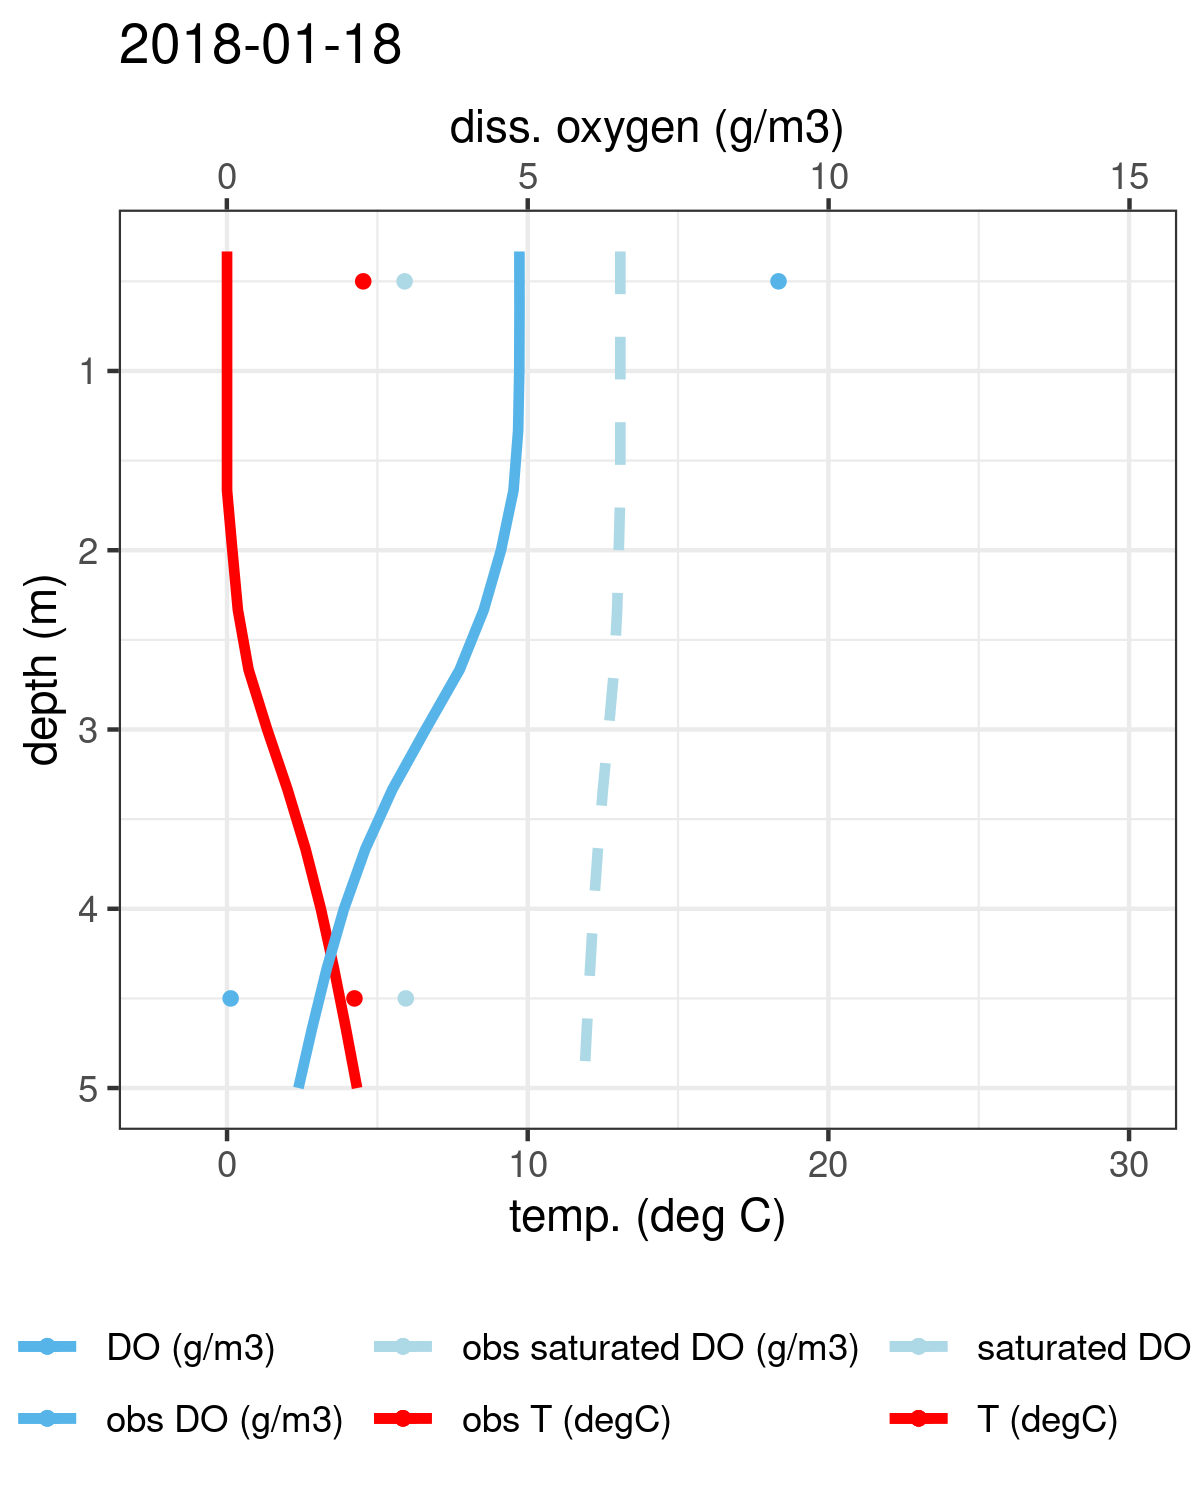 2018-01-18
diss. oxygen (g/m3)
0 5 10 15
depth (m)
1
2
3
4
5
0 10 20 30
temp. (deg C)
DO (g/m3) obs saturated DO (g/m3) saturated DO
obs DO (g/m3) obs T (degC) T (degC)